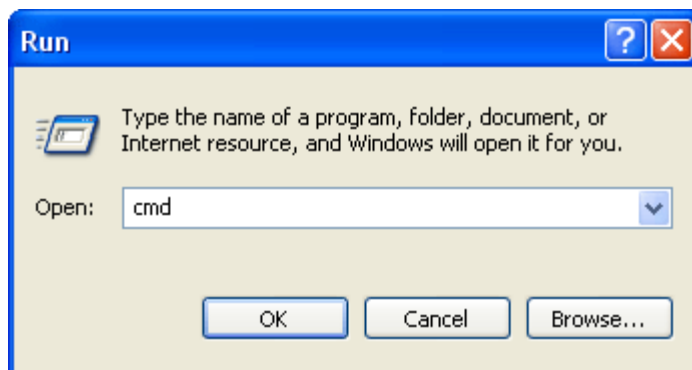 Run
Type the name of a program, folder, document, or
Internet resource, and Windows will open it for you.
Open: cmd
OK Cancel Browse...